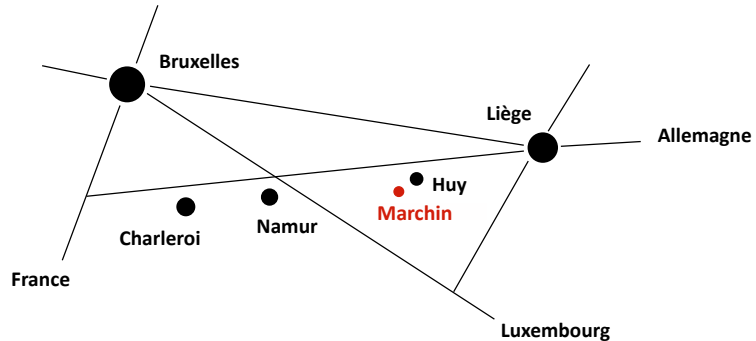 Bruxelles
Liège
Allemagne
Huy
Marchin
Namur
Charleroi
France
Luxembourg